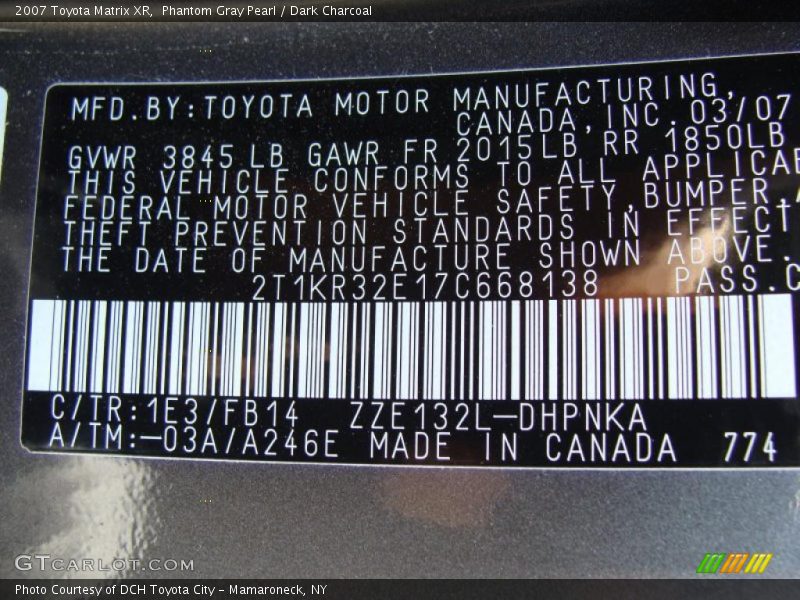 2007 Toyota Matrix XR, Phantom Gray Pearl / Dark Charcoal
MFD.BY:TOYOTA MOTOR MANUFACTURING,
CANADA,INC.03/07
GVWR 3845LB GAWR FR 2015LB RR 1850LB
THIS VEHICLE CONFORMS TO ALL APPLICAB
FEDERAL MOTOR VEHICLE SAFETY,BUMPER,A
THEFT PREVENTION STANDARDS IN EFFECT
THE DATE OF MANUFACTURE SHOWN ABOVE.
2T1KR32E17C668138 PASS.C
C/TR:1E3/FB14 ZZE132L-DHPNKA
A/TM:-03A/A246E MADE IN CANADA 774
GTCARLOT.COM
Photo Courtesy of DCH Toyota City - Mamaroneck, NY